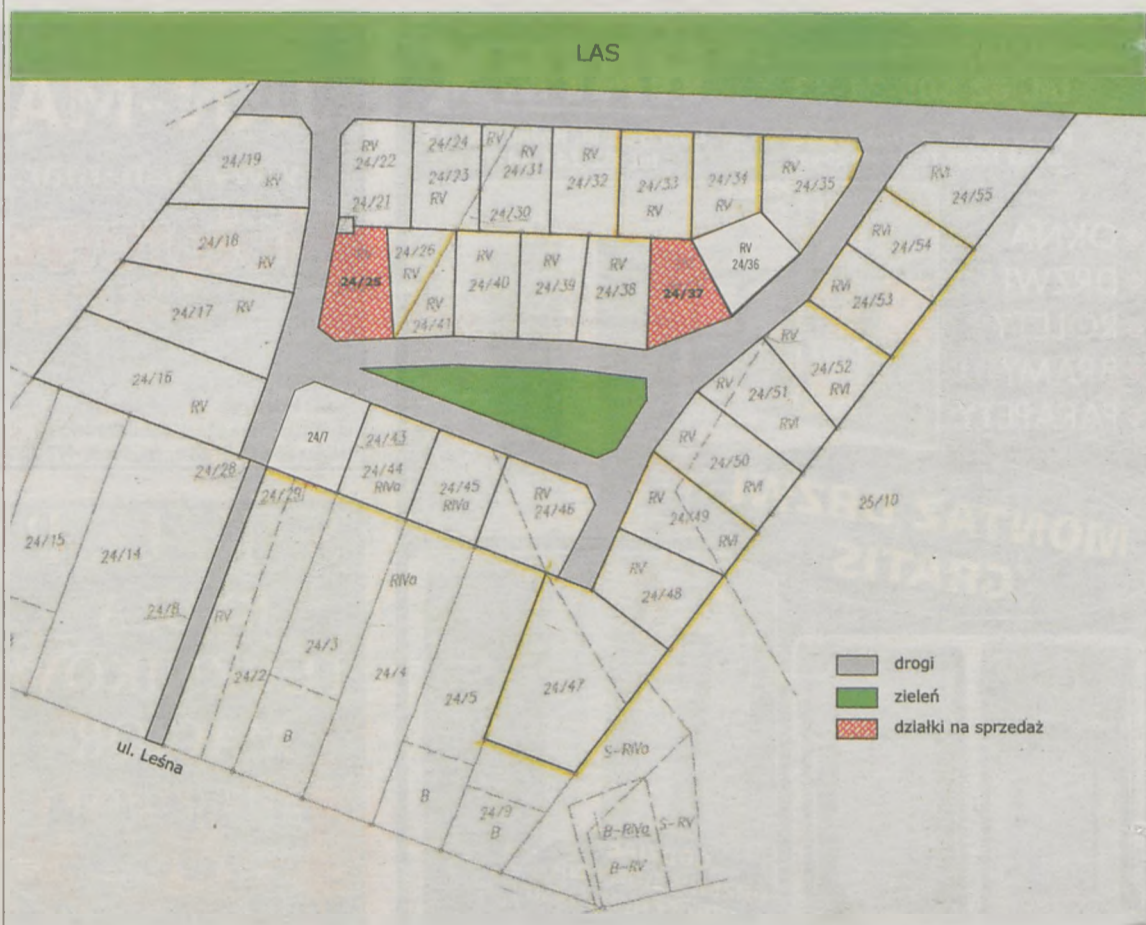 LAS
24/19
RV
24/18
RV
24/17 RV
24/16
RV
RV
24/22
24/21
24/24
24/23
RV
RV
RV
24/31
24/30
RV
24/32
24/33
RV
24/34
RV
RV
24/35
RVI
24/55
24/26
RV
RV
24/41
RV
24/40
RV
24/39
RV
24/38
24/37
RV
24/36
RVI
24/54
RVI
24/53
RV
24/52
RVI
RV
24/51
RVI
RV
24/50
RVI
RV
24/49
RVI
RV
24/48
25/10
24/7
24/43
24/44
RIVa
24/45
RIVa
RV
24/46
24/28
24/29
24/15
24/14
24/8
RV
24/2
24/3
RIVa
24/4
24/5
24/47
B
B
24/9
B
S-RIVa
B-RIVa
S-RV
B-RV
ul. Leśna
drogi
zieleń
działki na sprzedaż